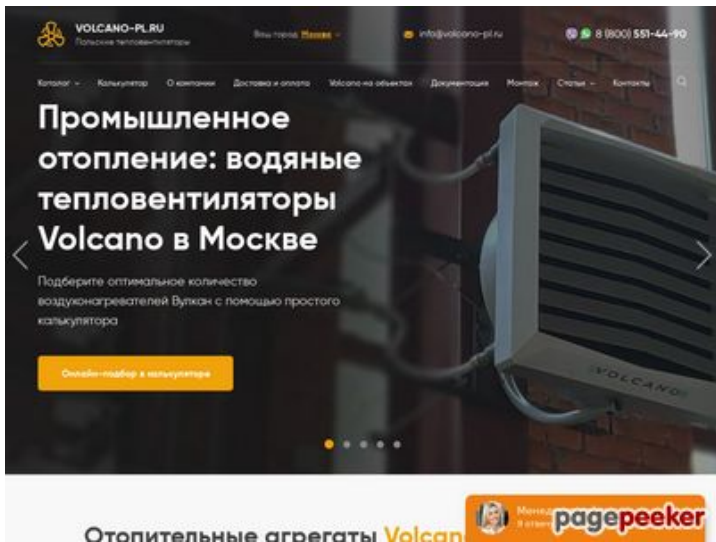 VOLCANO-PL.RU
Польские тепловентиляторы
Ваш город: Москва
info@volcano-pl.ru
8 (800) 551-44-90
Каталог Калькулятор О компании Доставка и оплата Volcano на объектах Документация Монтаж Статьи Контакты
Промышленное
отопление: водяные
тепловентиляторы
Volcano в Москве
Подберите оптимальное количество
воздухонагревателей Вулкан с помощью простого
калькулятора
Онлайн-подбор в калькуляторе
VOLCANO
Отопительные агрегаты Volcano
pagepeeker